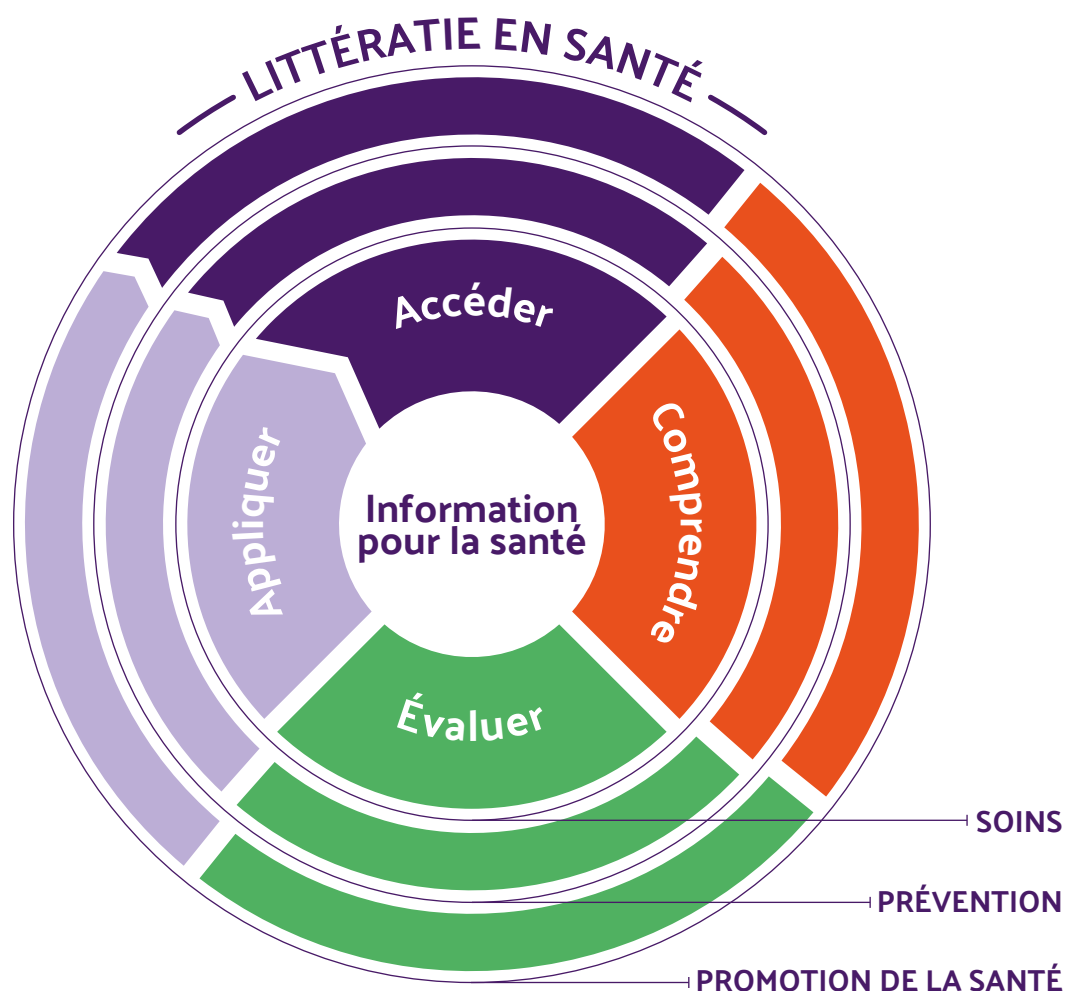 LITTÉRATIE EN SANTÉ
Accéder
Comprendre
Information
pour la santé
Appliquer
Évaluer
SOINS
PRÉVENTION
PROMOTION DE LA SANTÉ